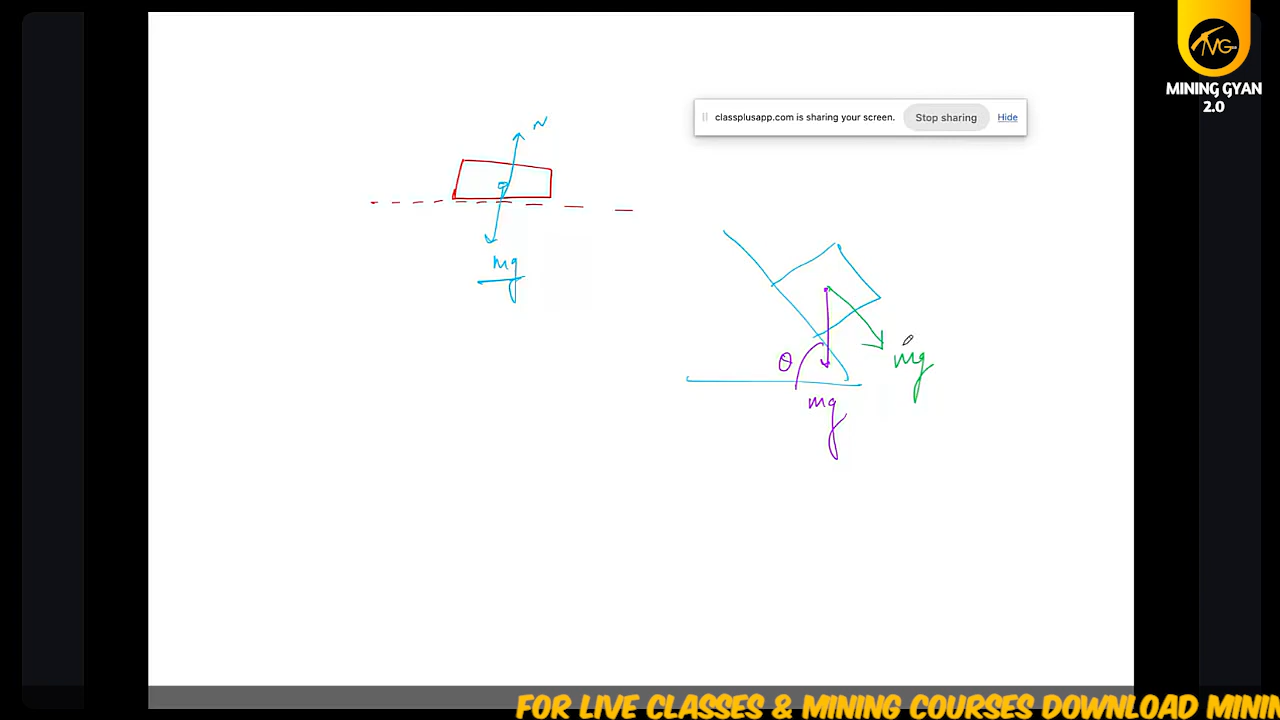 MINING GYAN
2.0
classplusapp.com is sharing your screen. Stop sharing Hide
N
mg
θ
mg
mg
FOR LIVE CLASSES & MINING COURSES DOWNLOAD MINI